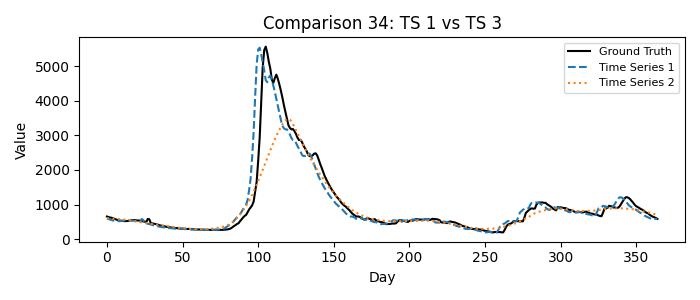 Comparison 34: TS 1 vs TS 3
Ground Truth
Time Series 1
Time Series 2
Value
5000
4000
3000
2000
1000
0
0 50 100 150 200 250 300 350
Day